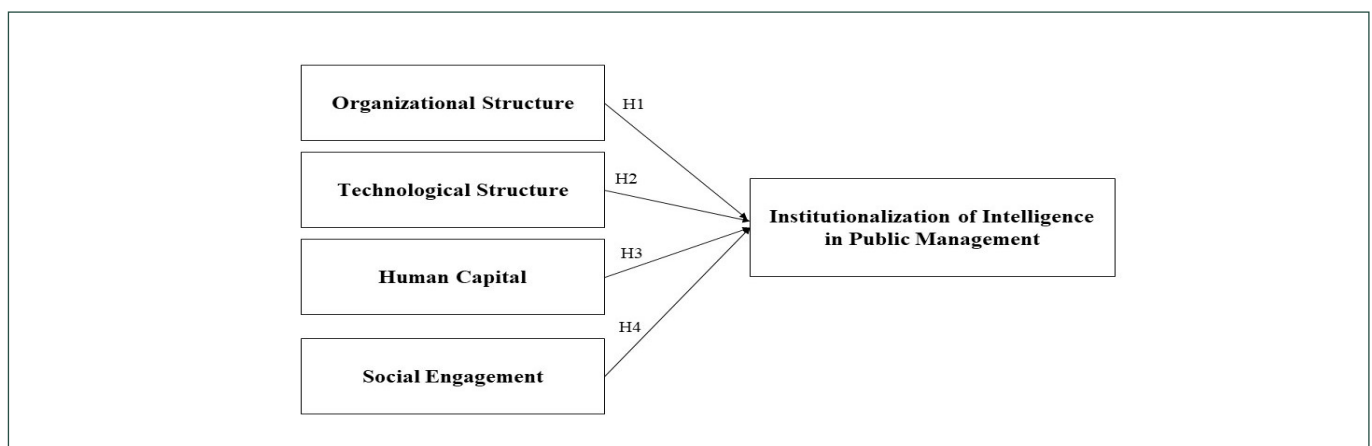 Organizational Structure
H1
Technological Structure
H2
Human Capital
H3
Social Engagement
H4
Institutionalization of Intelligence
in Public Management